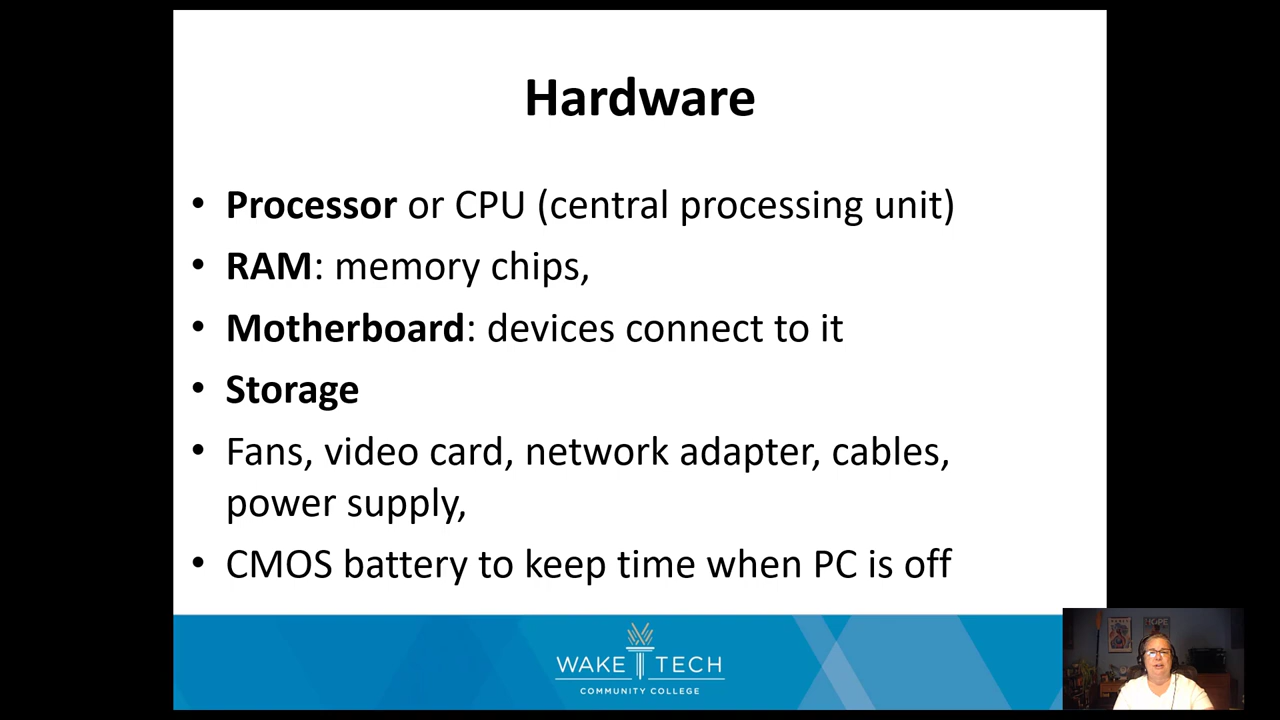 Hardware
• Processor or CPU (central processing unit)
• RAM: memory chips,
• Motherboard: devices connect to it
• Storage
• Fans, video card, network adapter, cables,
power supply,
• CMOS battery to keep time when PC is off
WAKE TECH
COMMUNITY COLLEGE
HOPE